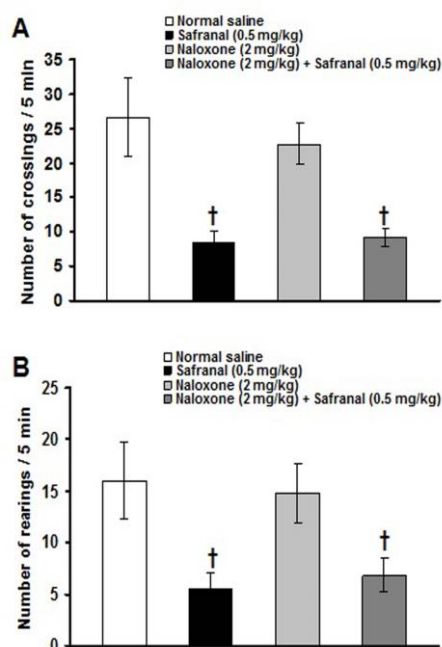 A
Normal saline
Safranal (0.5 mg/kg)
Naloxone (2 mg/kg)
Naloxone (2 mg/kg) + Safranal (0.5 mg/kg)
Number of crossings / 5 min
35
30
25
20
15
10
5
0
†
†
B
Normal saline
Safranal (0.5 mg/kg)
Naloxone (2 mg/kg)
Naloxone (2 mg/kg) + Safranal (0.5 mg/kg)
Number of rearings / 5 min
25
20
15
10
5
0
†
†